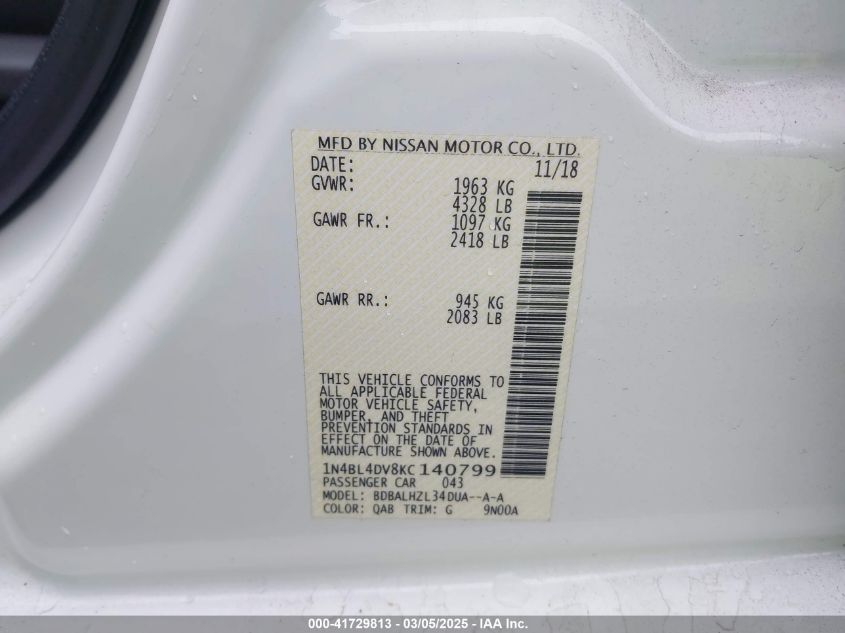 MFD BY NISSAN MOTOR CO., LTD.
DATE: 11/18
GVWR: 1963 KG
4328 LB
GAWR FR.: 1097 KG
2418 LB
GAWR RR.: 945 KG
2083 LB
THIS VEHICLE CONFORMS TO
ALL APPLICABLE FEDERAL
MOTOR VEHICLE SAFETY,
BUMPER, AND THEFT
PREVENTION STANDARDS IN
EFFECT ON THE DATE OF
MANUFACTURE SHOWN ABOVE.
1N4BL4DV8KC140799
PASSENGER CAR 043
MODEL: BDBALHZL34DUA--A-A
COLOR: QAB TRIM: G 9N00A
000-41729813 - 03/05/2025 - IAA Inc.